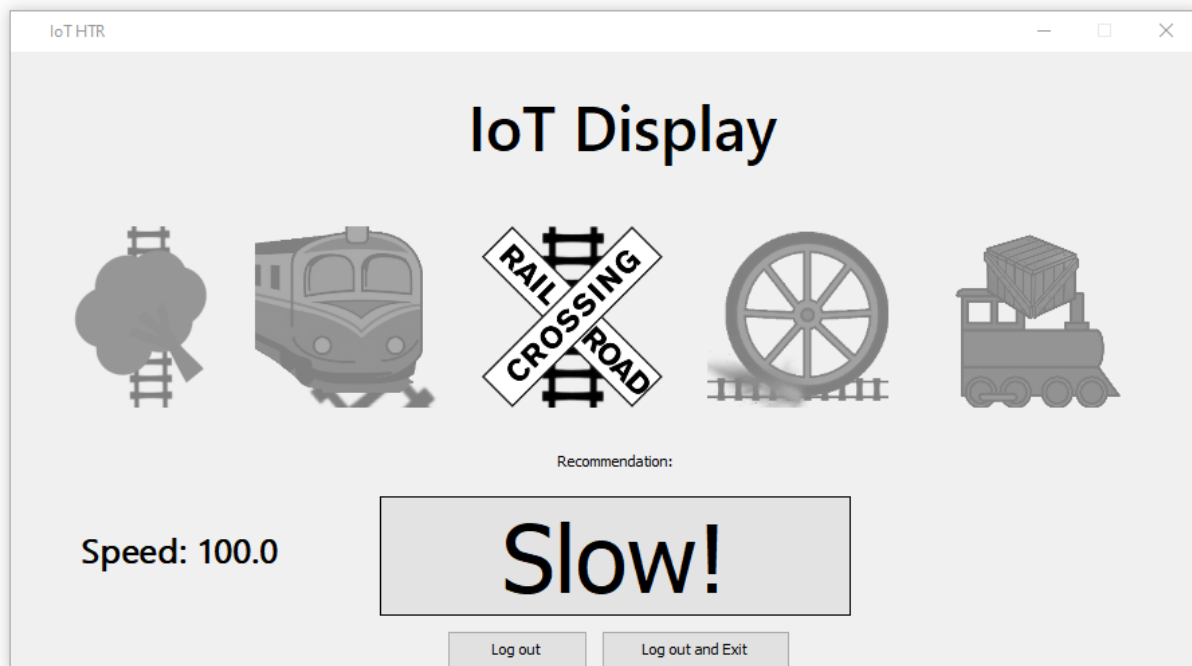 IoT HTR
IoT Display
RAIL
ROAD
CROSSING
Recommendation:
Speed: 100.0
Slow!
Log out
Log out and Exit